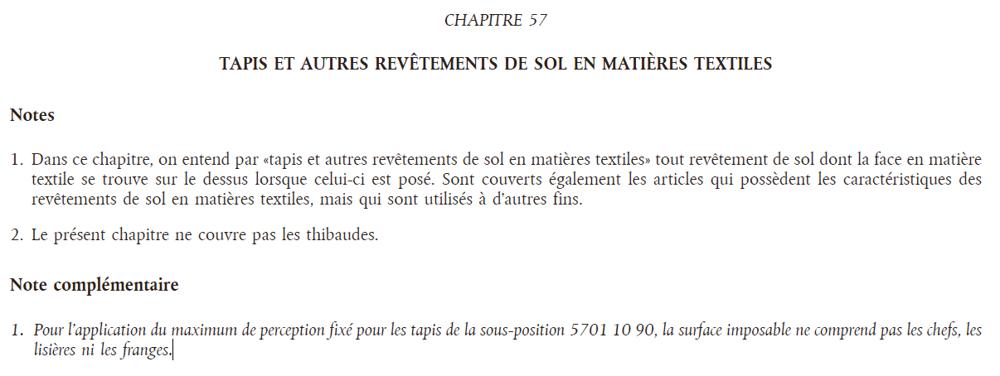 CHAPITRE 57
TAPIS ET AUTRES REVÊTEMENTS DE SOL EN MATIÈRES TEXTILES
Notes
1. Dans ce chapitre, on entend par «tapis et autres revêtements de sol en matières textiles» tout revêtement de sol dont la face en matière
textile se trouve sur le dessus lorsque celui-ci est posé. Sont couverts également les articles qui possèdent les caractéristiques des
revêtements de sol en matières textiles, mais qui sont utilisés à d’autres fins.
2. Le présent chapitre ne couvre pas les thibaudes.
Note complémentaire
1. Pour l’application du maximum de perception fixé pour les tapis de la sous-position 5701 10 90, la surface imposable ne comprend pas les chefs, les
lisières ni les franges.